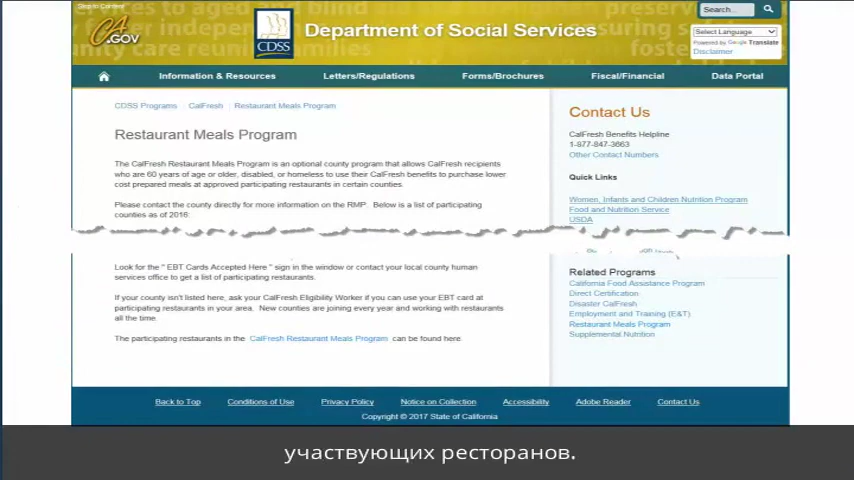 Skip to Content
CA
.GOV
CDSS
Department of Social Services
Search...
Select Language
Powered by Google Translate
Disclaimer
Information & Resources
Letters/Regulations
Forms/Brochures
Fiscal/Financial
Data Portal
CDSS Programs
CalFresh
Restaurant Meals Program
Restaurant Meals Program
The CalFresh Restaurant Meals Program is an optional county program that allows CalFresh recipients
who are 60 years of age or older, disabled, or homeless to use their CalFresh benefits to purchase lower
cost prepared meals at approved participating restaurants in certain counties.
Please contact the county directly for more information on the RMP. Below is a list of participating
counties as of 2016:
Look for the " EBT Cards Accepted Here " sign in the window or contact your local county human
services office to get a list of participating restaurants.
If your county isn't listed here, ask your CalFresh Eligibility Worker if you can use your EBT card at
participating restaurants in your area. New counties are joining every year and working with restaurants
all the time.
The participating restaurants in the CalFresh Restaurant Meals Program can be found here
Contact Us
CalFresh Benefits Helpline
1-877-847-3663
Other Contact Numbers
Quick Links
Women, Infants and Children Nutrition Program
Food and Nutrition Service
USDA
Related Programs
California Food Assistance Program
Direct Certification
Disaster CalFresh
Employment and Training (E&T)
Restaurant Meals Program
Supplemental Nutrition
Back to Top
Conditions of Use
Privacy Policy
Notice on Collection
Accessibility
Adobe Reader
Contact Us
Copyright © 2017 State of California
участвующих ресторанов.